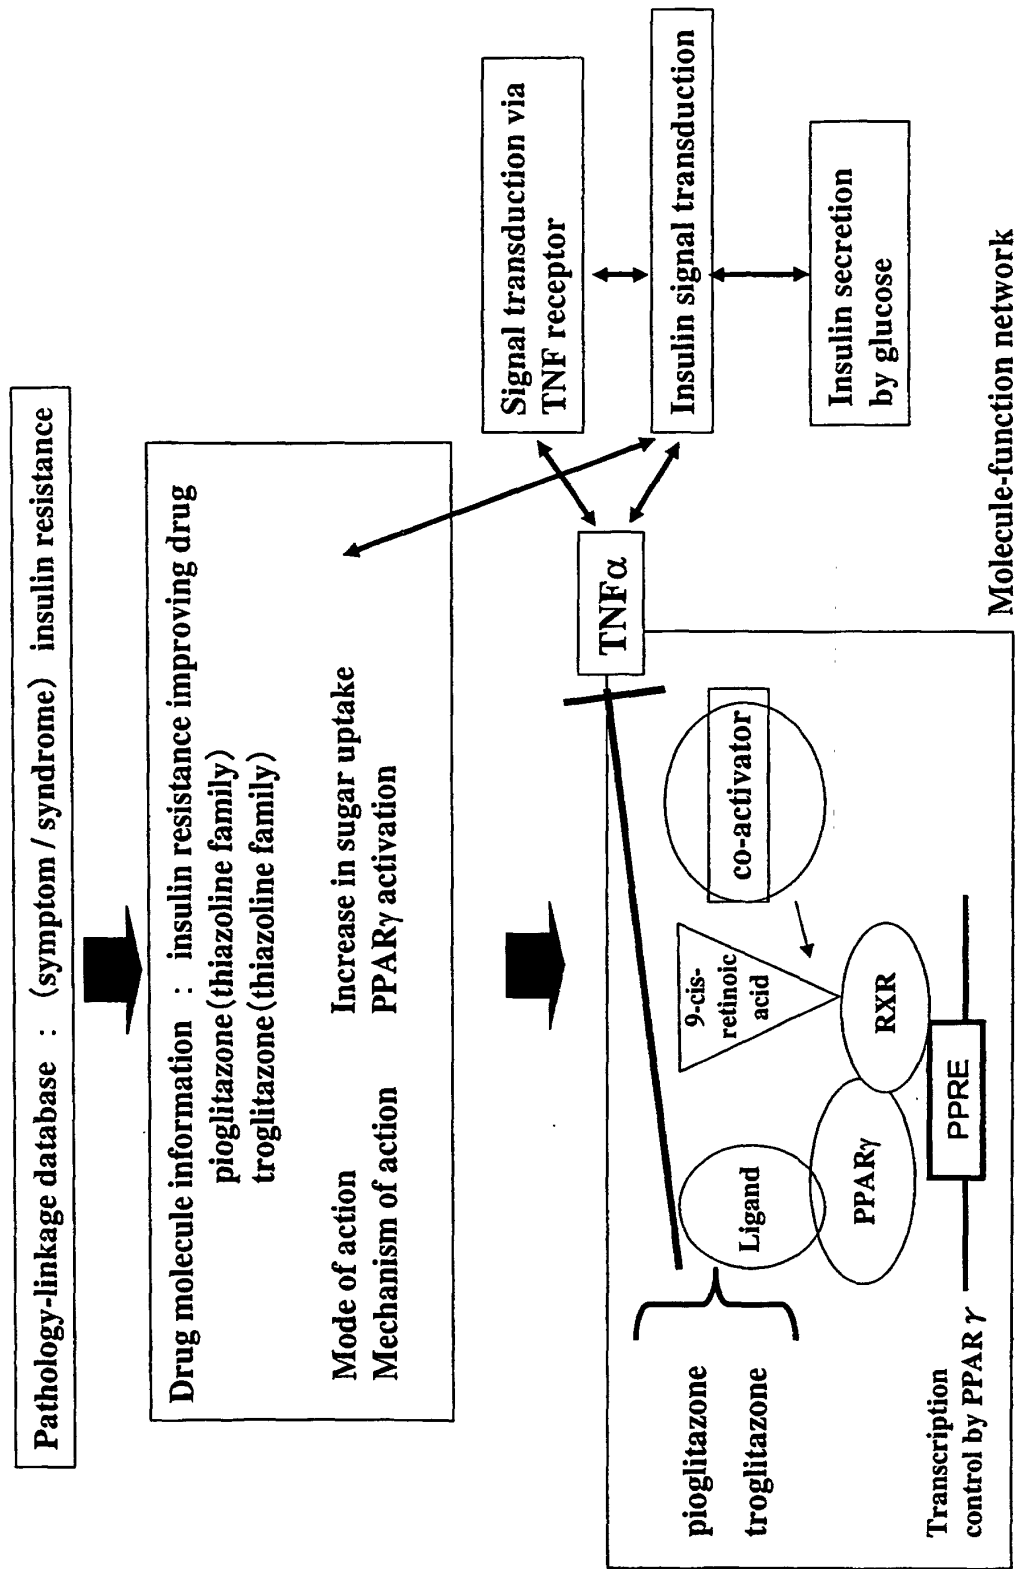 Pathology-linkage database : (symptom / syndrome) insulin resistance
Drug molecule information : insulin resistance improving drug
pioglitazone (thiazoline family)
troglitazone (thiazoline family)
Mode of action Increase in sugar uptake
Mechanism of action PPARγ activation
Signal transduction via
TNF receptor
TNFα
Insulin signal transduction
Insulin secretion
by glucose
pioglitazone
troglitazone
Ligand
9-cis-
retinoic
acid
co-activator
PPARγ
RXR
PPRE
Transcription
control by PPAR γ
Molecule-function network